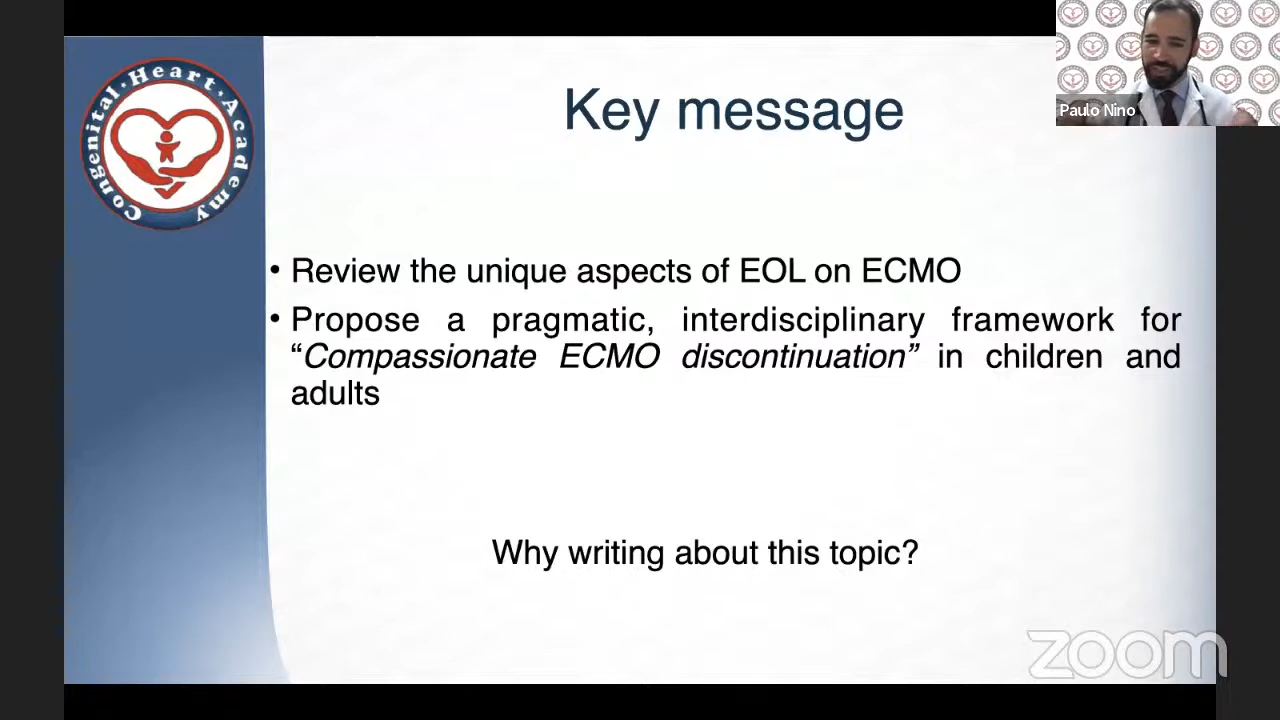 Congenital · Heart · Academy
Key message
Paulo Nino
• Review the unique aspects of EOL on ECMO
• Propose a pragmatic, interdisciplinary framework for
“Compassionate ECMO discontinuation” in children and
adults
Why writing about this topic?
zoom